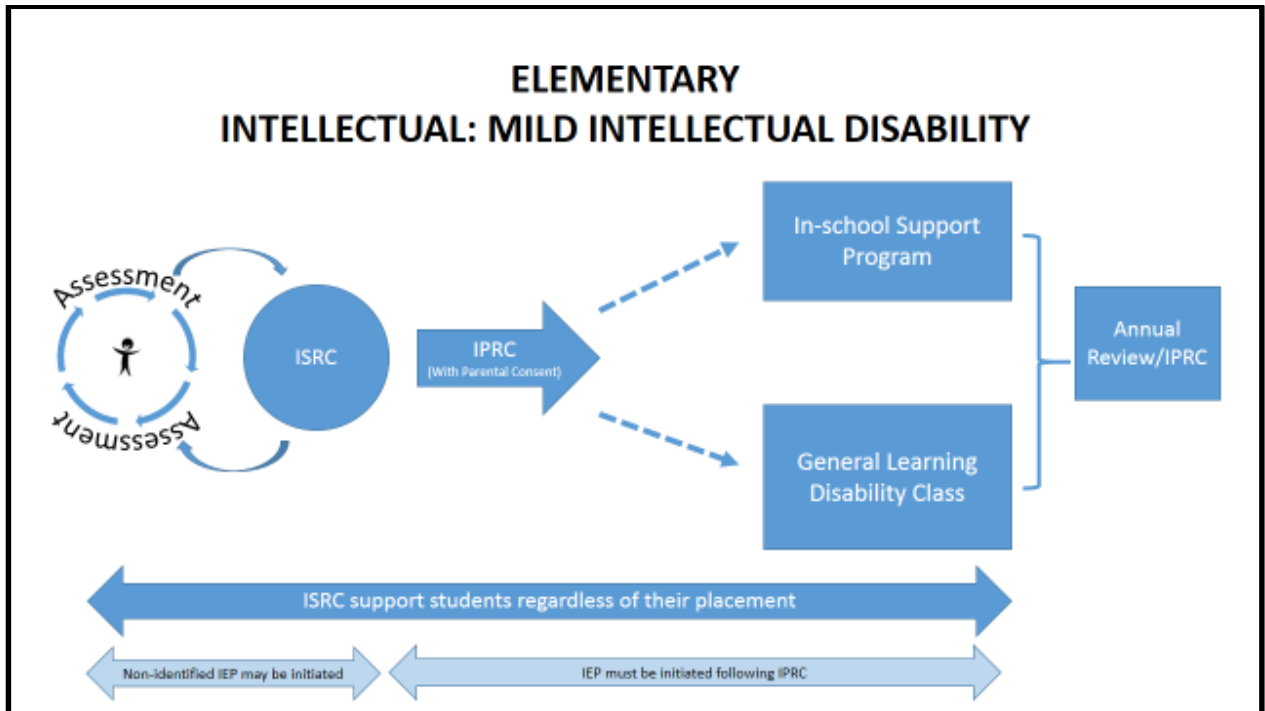 ELEMENTARY
INTELLECTUAL: MILD INTELLECTUAL DISABILITY
Assessment
Assessment
ISRC
IPRC
(With Parental Consent)
In-school Support
Program
General Learning
Disability Class
Annual
Review/IPRC
ISRC support students regardless of their placement
Non-identified IEP may be initiated
IEP must be initiated following IPRC